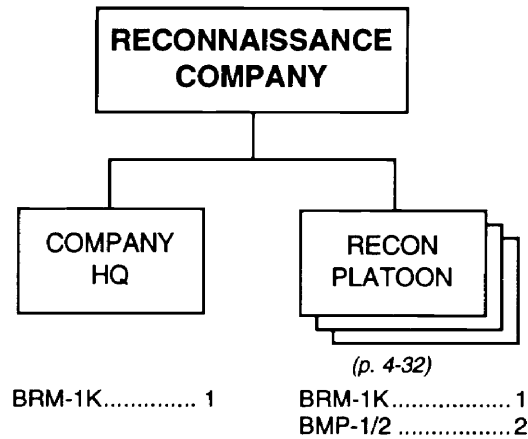 RECONNAISSANCE
COMPANY
COMPANY
HQ
RECON
PLATOON
(p. 4-32)
BRM-1K.............. 1
BRM-1K..................1
BMP-1/2 .................2